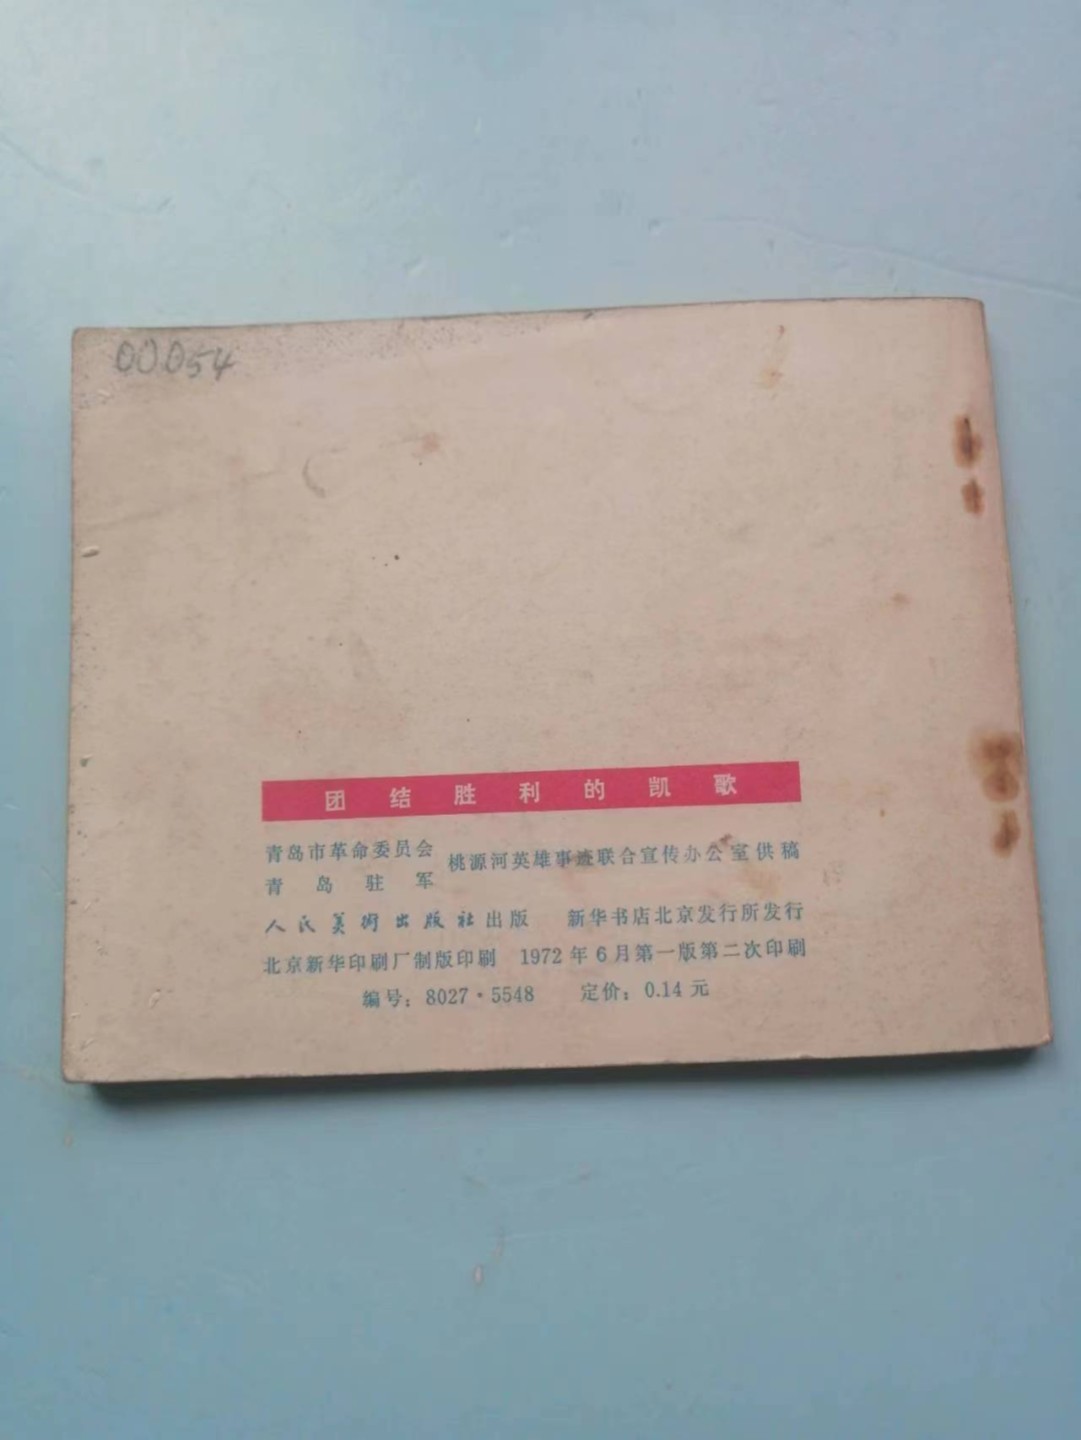 00054
团结胜利的凯歌
青岛市革命委员会
青岛驻军
桃源河英雄事迹联合宣传办公室供稿
人民美術出版社出版 新华书店北京发行所发行
北京新华印刷厂制版印刷 1972年6月第一版第二次印刷
编号：8027·5548 定价：0.14元